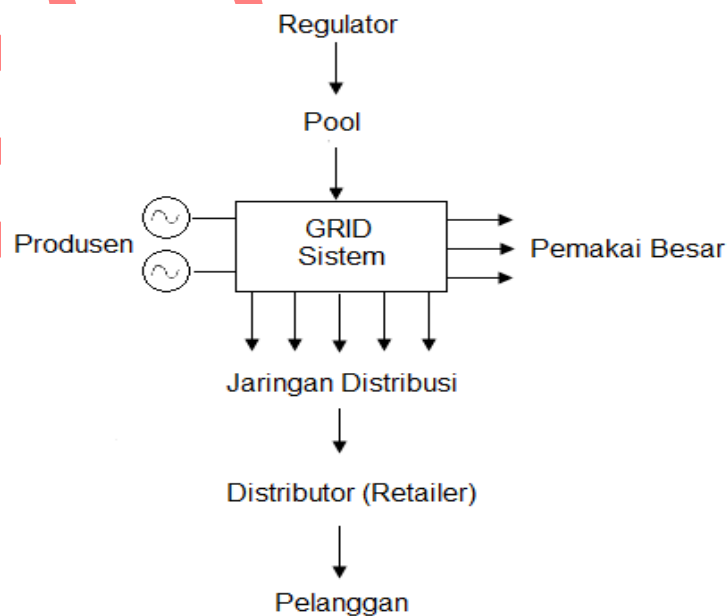 Regulator
Pool
Produsen
GRID
Sistem
Pemakai Besar
Jaringan Distribusi
Distributor (Retailer)
Pelanggan